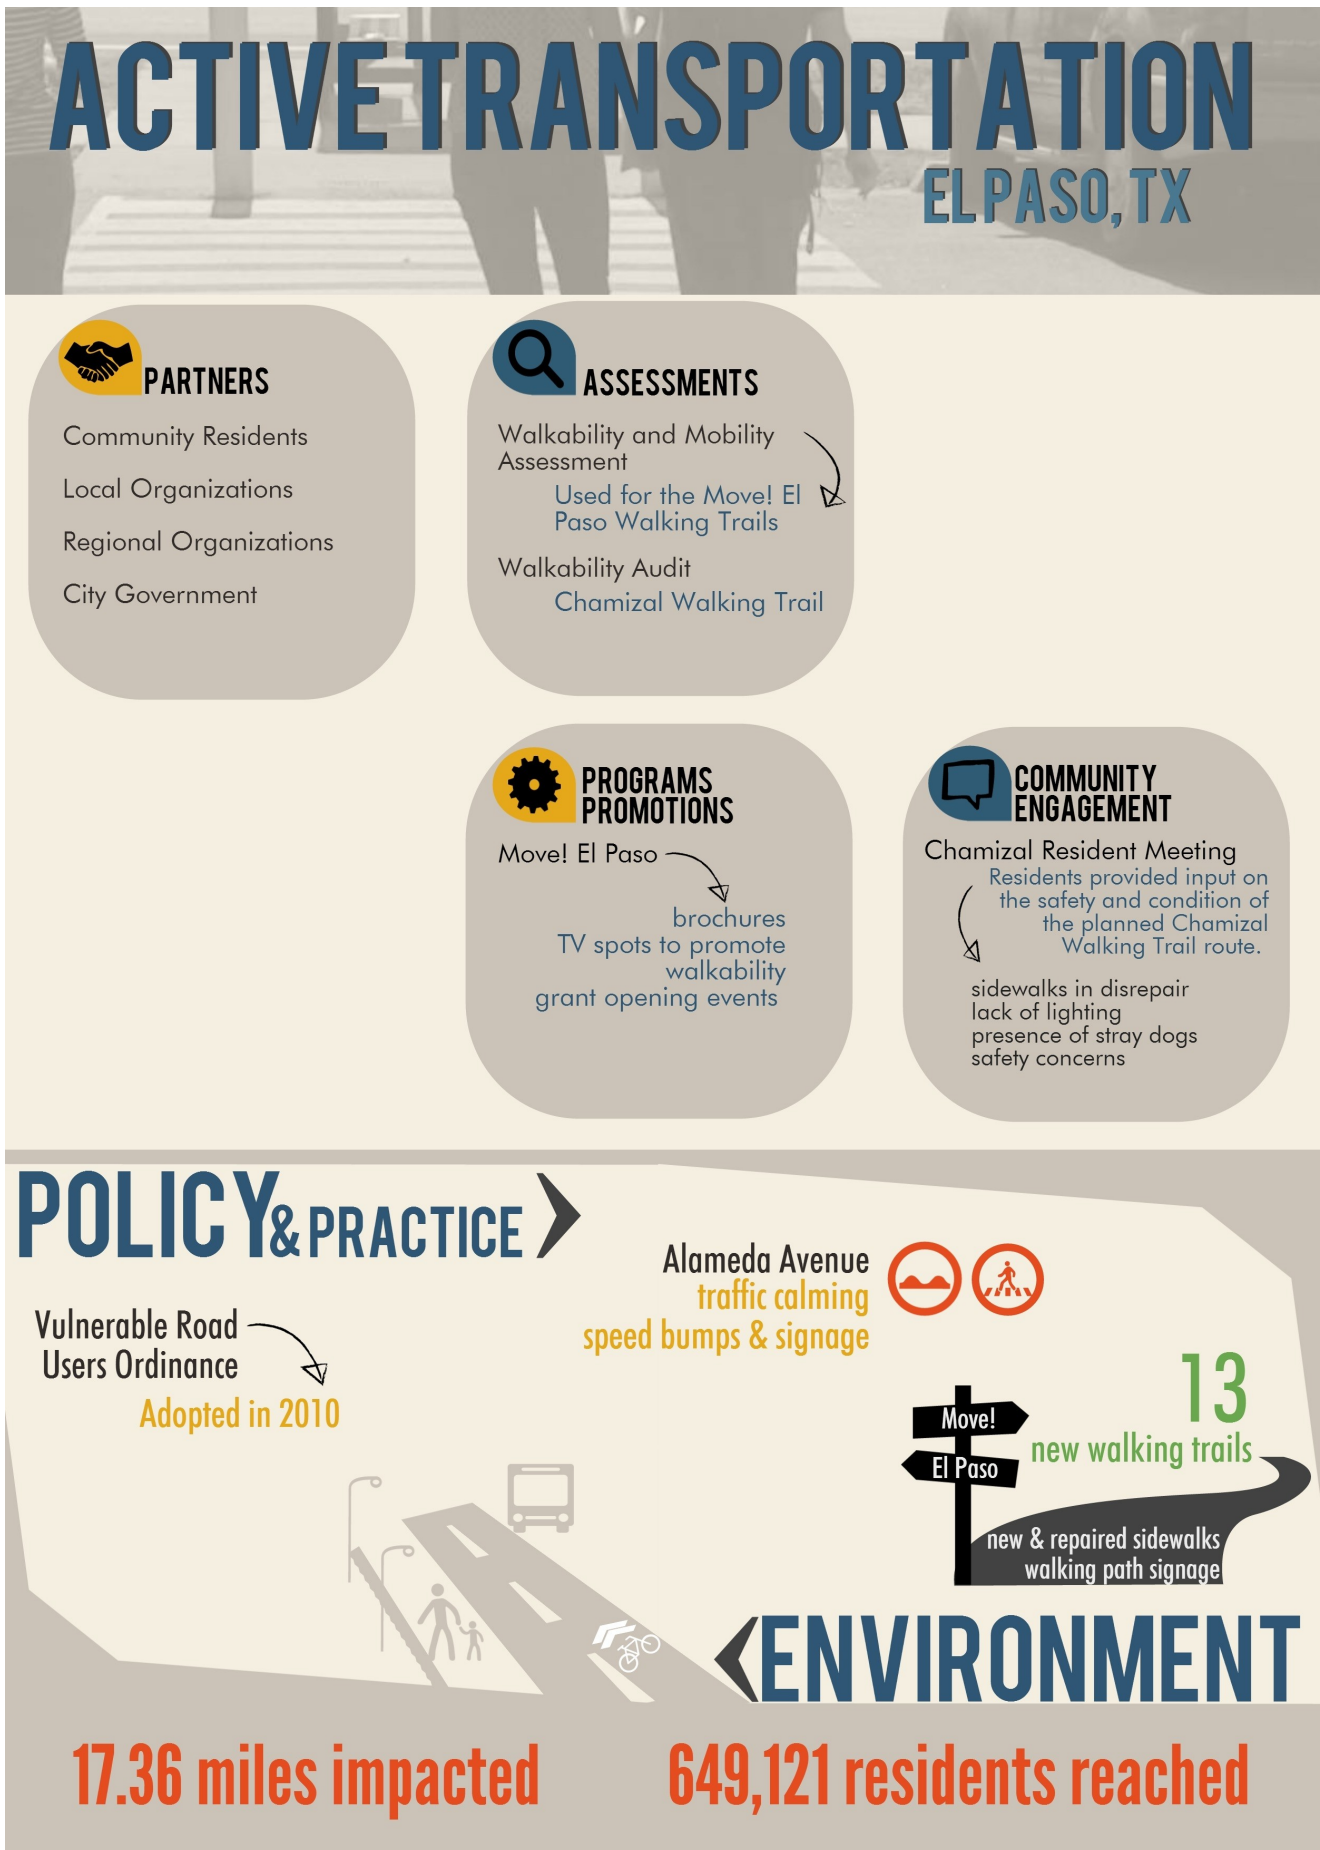 ACTIVE TRANSPORTATION
EL PASO, TX
PARTNERS
Community Residents
Local Organizations
Regional Organizations
City Government
ASSESSMENTS
Walkability and Mobility
Assessment
Used for the Move! El
Paso Walking Trails
Walkability Audit
Chamizal Walking Trail
PROGRAMS
PROMOTIONS
Move! El Paso
brochures
TV spots to promote
walkability
grant opening events
COMMUNITY
ENGAGEMENT
Chamizal Resident Meeting
Residents provided input on
the safety and condition of
the planned Chamizal
Walking Trail route.
sidewalks in disrepair
lack of lighting
presence of stray dogs
safety concerns
POLICY & PRACTICE
Vulnerable Road
Users Ordinance
Adopted in 2010
Alameda Avenue
traffic calming
speed bumps & signage
13
new walking trails
Move!
El Paso
new & repaired sidewalks
walking path signage
ENVIRONMENT
17.36 miles impacted
649,121 residents reached